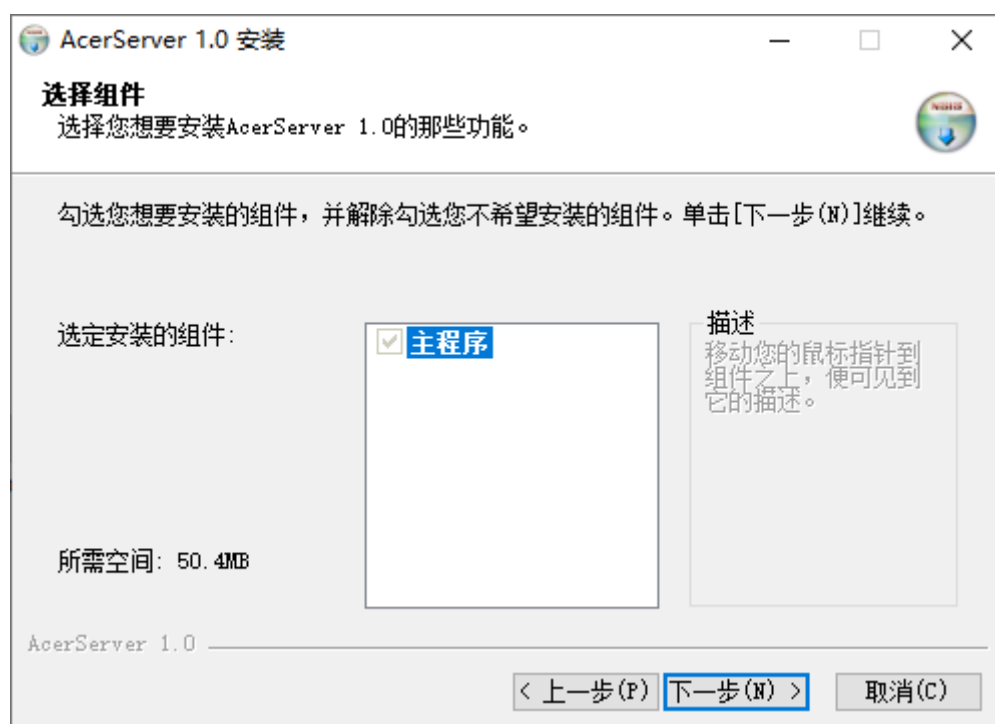 AcerServer 1.0 安装
选择组件
选择您想要安装AcerServer 1.0的那些功能。
勾选您想要安装的组件，并解除勾选您不希望安装的组件。单击[下一步(N)]继续。
选定安装的组件:
主程序
描述
移动您的鼠标指针到
组件之上，便可见到
它的描述。
所需空间: 50.4MB
AcerServer 1.0
< 上一步(P)
下一步(N) >
取消(C)